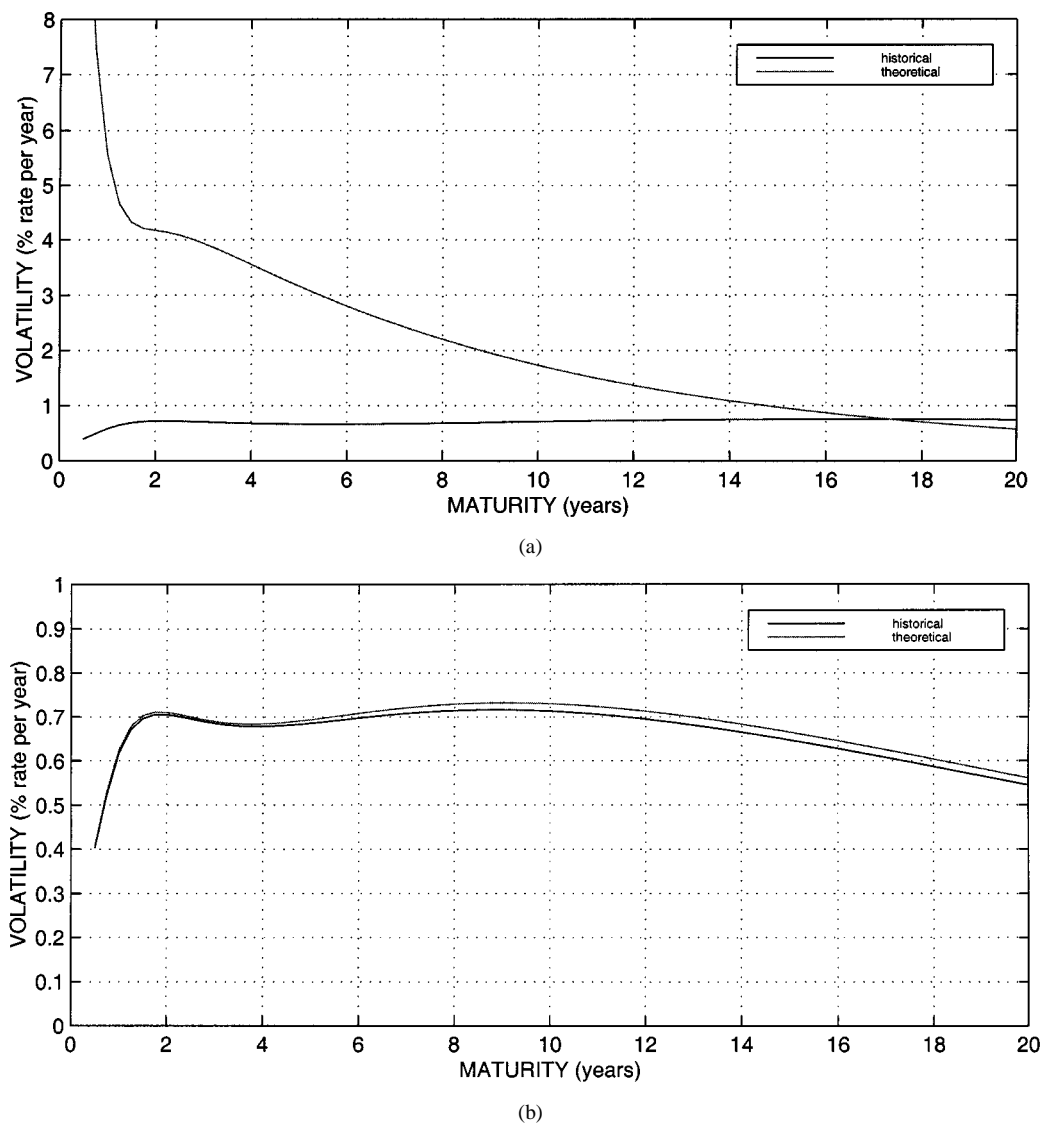 8
7
6
5
4
3
2
1
0
VOLATILITY (% rate per year)
historical
theoretical
0 2 4 6 8 10 12 14 16 18 20
MATURITY (years)
(a)
1
0.9
0.8
0.7
0.6
0.5
0.4
0.3
0.2
0.1
0
VOLATILITY (% rate per year)
historical
theoretical
0 2 4 6 8 10 12 14 16 18 20
MATURITY (years)
(b)